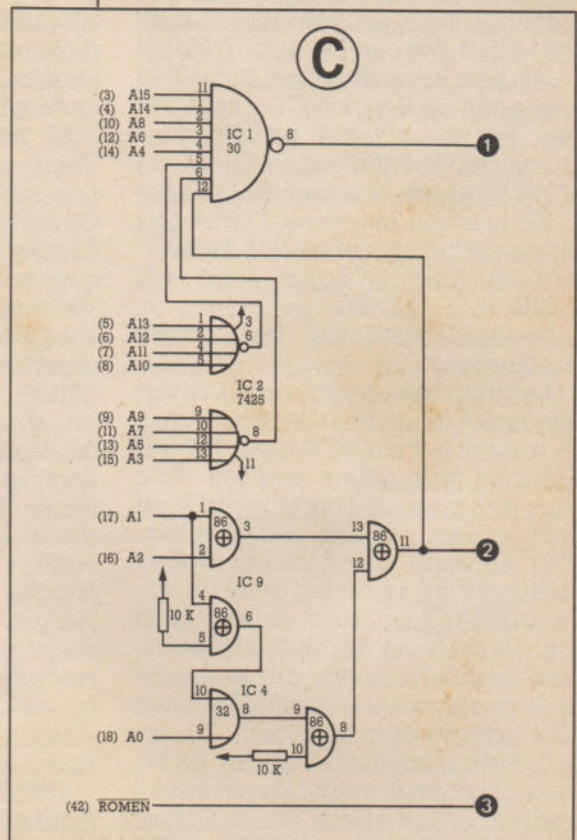 C
11
(3) A15
1
(4) A14
2
(10) A8
3
(12) A6
4
(14) A4
5
6
12
IC 1
30
8
1
(5) A13
1
3
(6) A12
2
6
(7) A11
4
(8) A10
5
IC 2
7425
(9) A9
9
(11) A7
10
8
(13) A5
12
(15) A3
13
11
(17) A1
1
86
3
13
86
11
2
(16) A2
2
12
IC 9
4
86
6
10 K
5
IC 4
10
32
8
9
86
8
(18) A0
9
10
10 K
(42) ROMEN
3